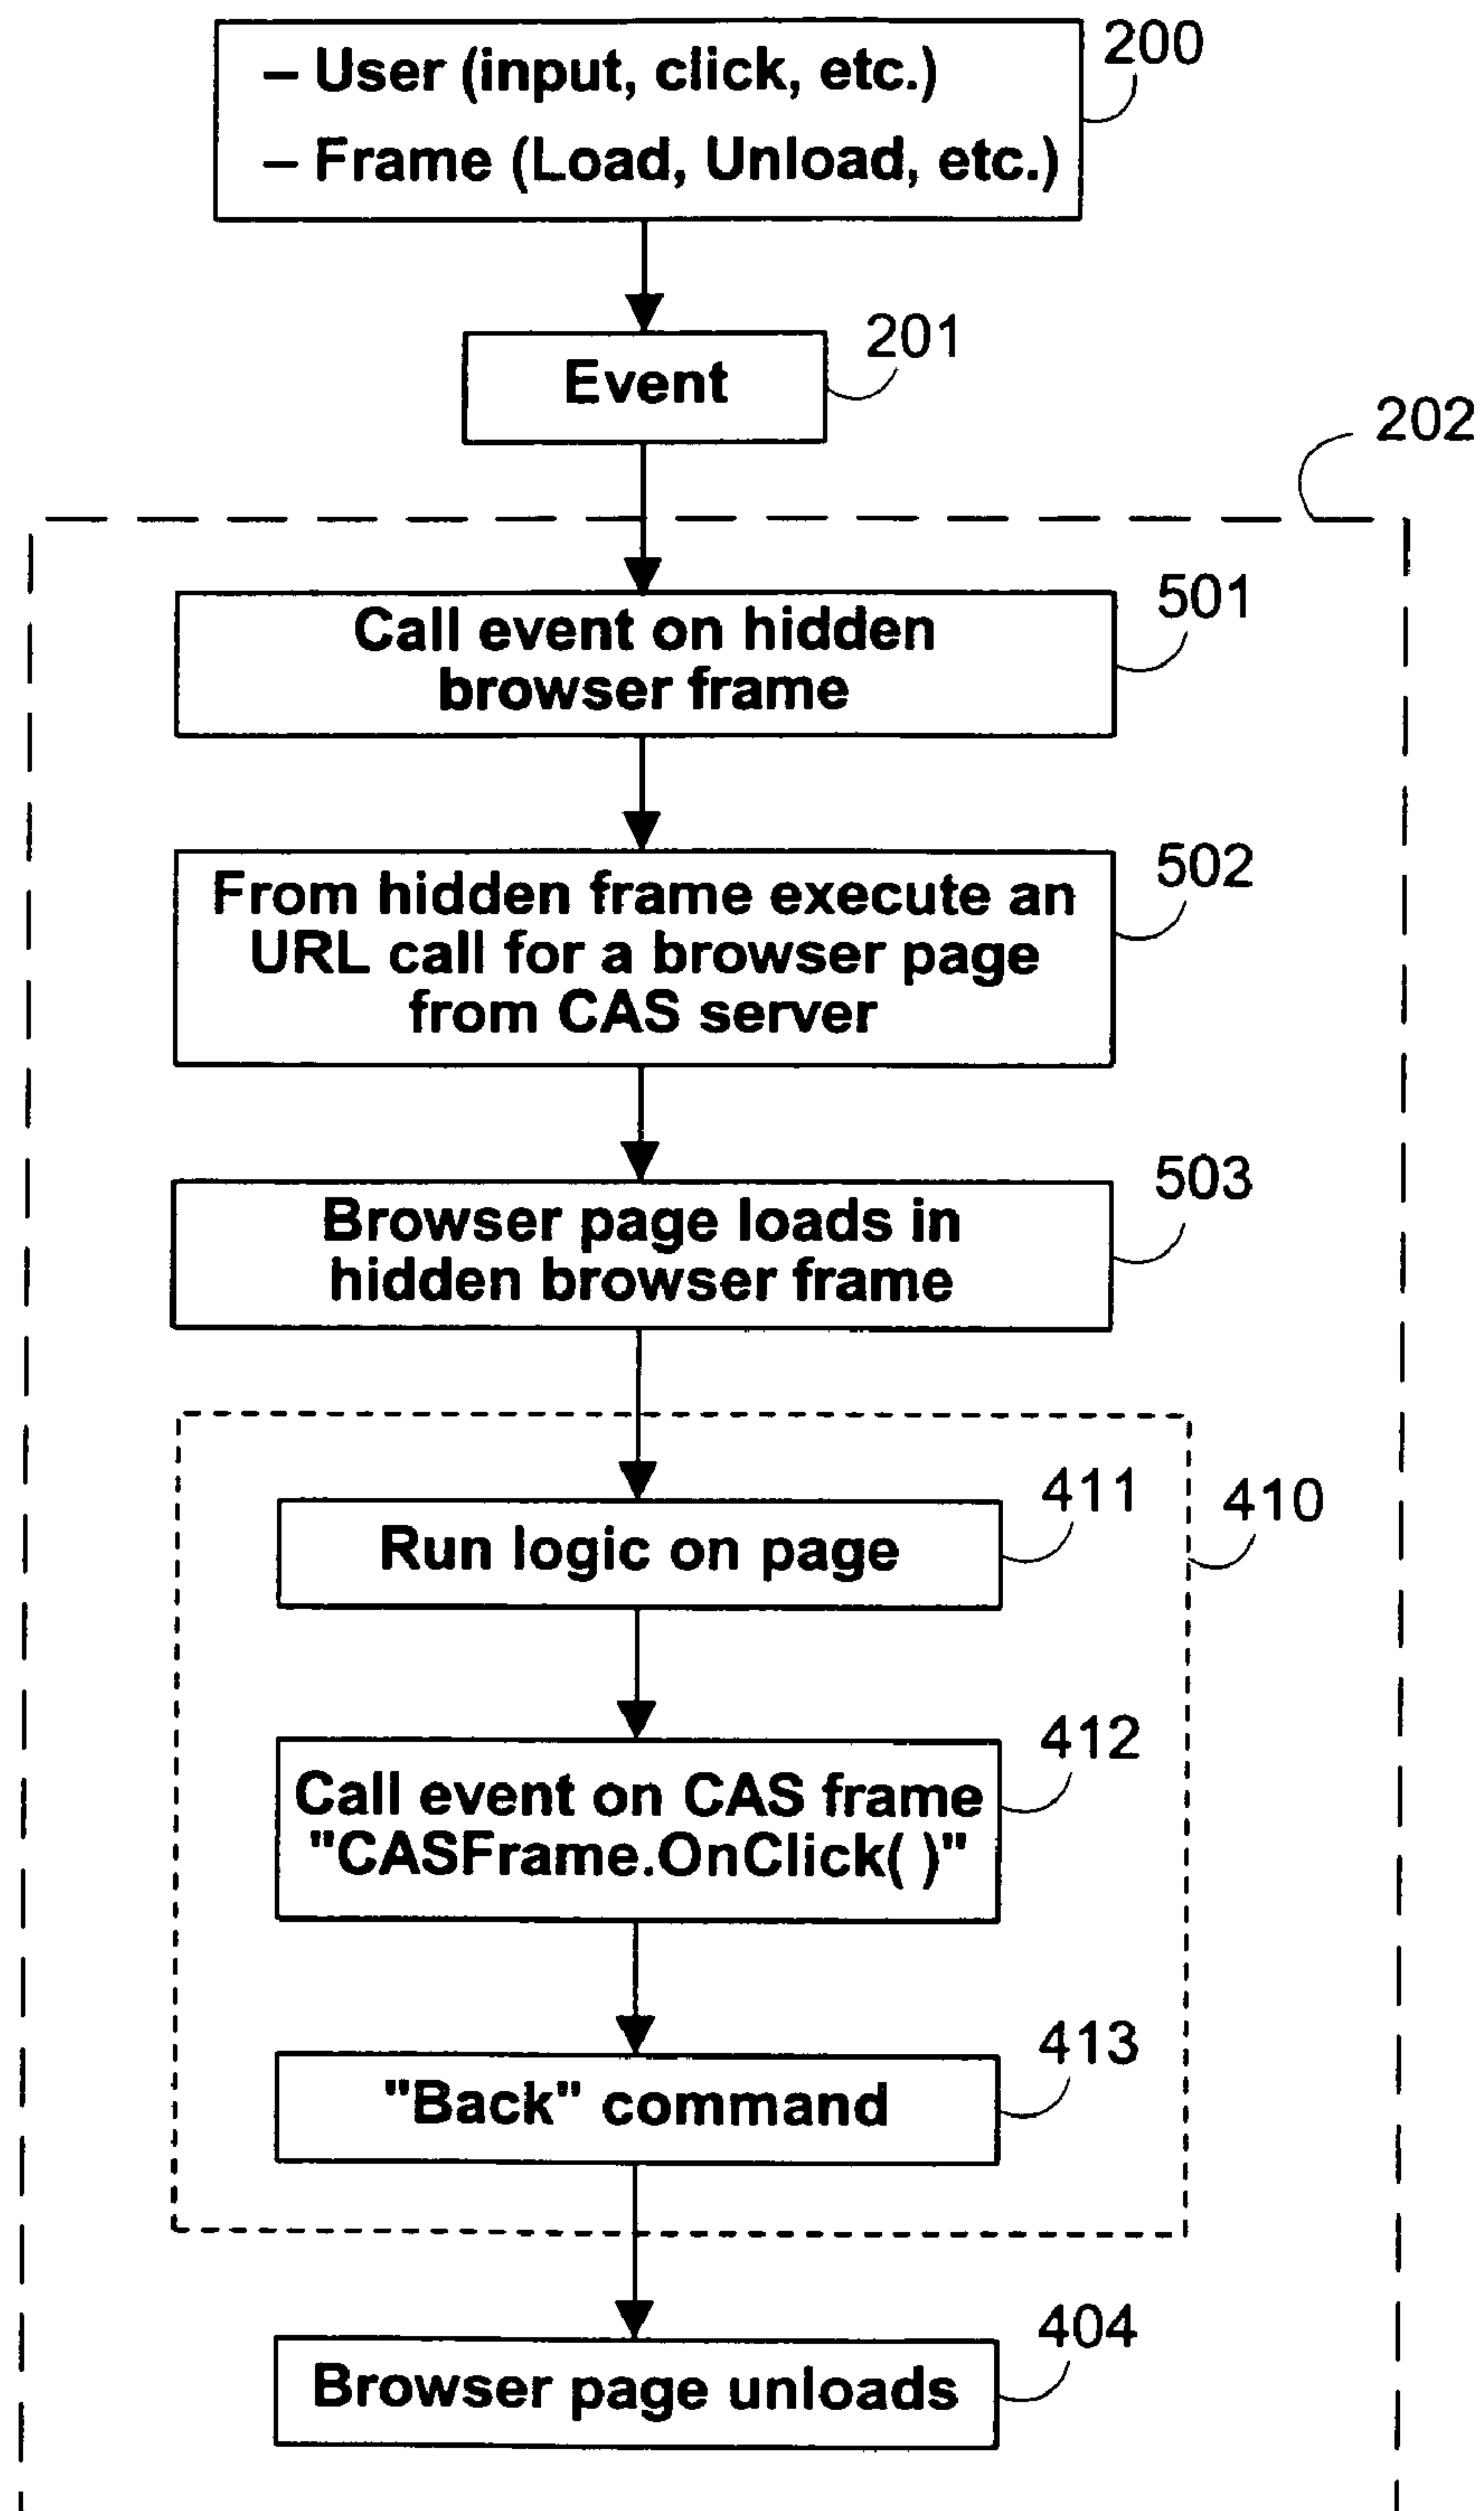 – User (input, click, etc.)
– Frame (Load, Unload, etc.)
200
Event
201
202
Call event on hidden
browser frame
501
From hidden frame execute an
URL call for a browser page
from CAS server
502
Browser page loads in
hidden browser frame
503
Run logic on page
411
410
Call event on CAS frame
"CASFrame.OnClick( )"
412
"Back" command
413
Browser page unloads
404